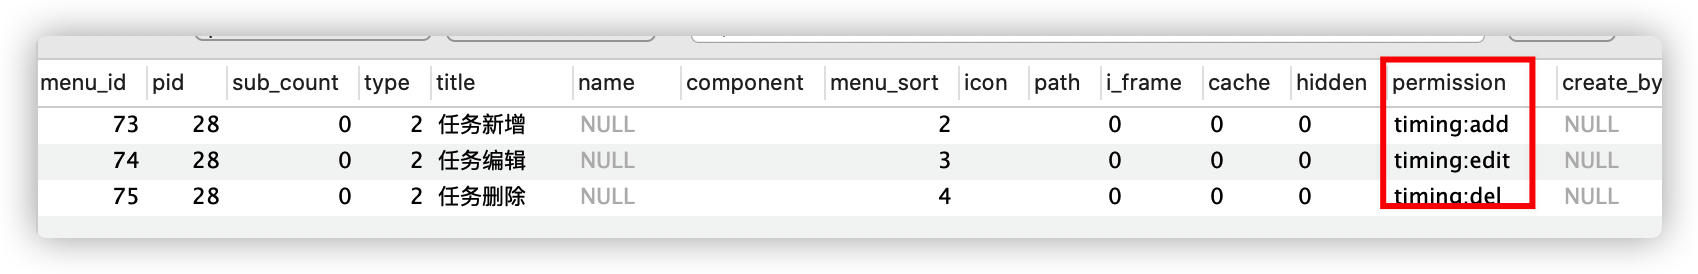 menu_id pid sub_count type title name component menu_sort icon path i_frame cache hidden permission create_by
73 28 0 2 任务新增 NULL 2 0 0 0 timing:add NULL
74 28 0 2 任务编辑 NULL 3 0 0 0 timing:edit NULL
75 28 0 2 任务删除 NULL 4 0 0 0 timing:del NULL